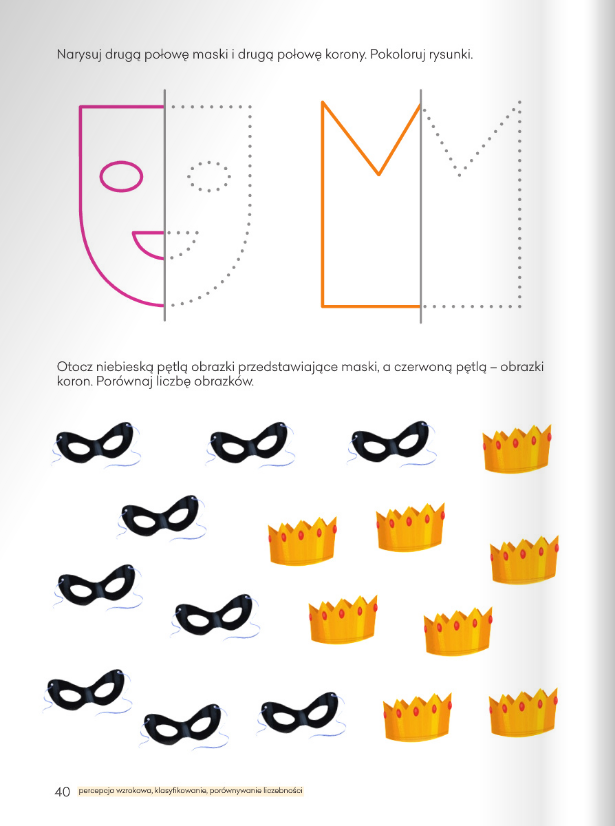 Narysuj drugą połowę maski i drugą połowę korony. Pokoloruj rysunki.
Otocz niebieską pętlą obrazki przedstawiające maski, a czerwoną pętlą – obrazki
koron. Porównaj liczbę obrazków.
40 percepcja wzrokowa, klasyfikowanie, porównywanie liczebności